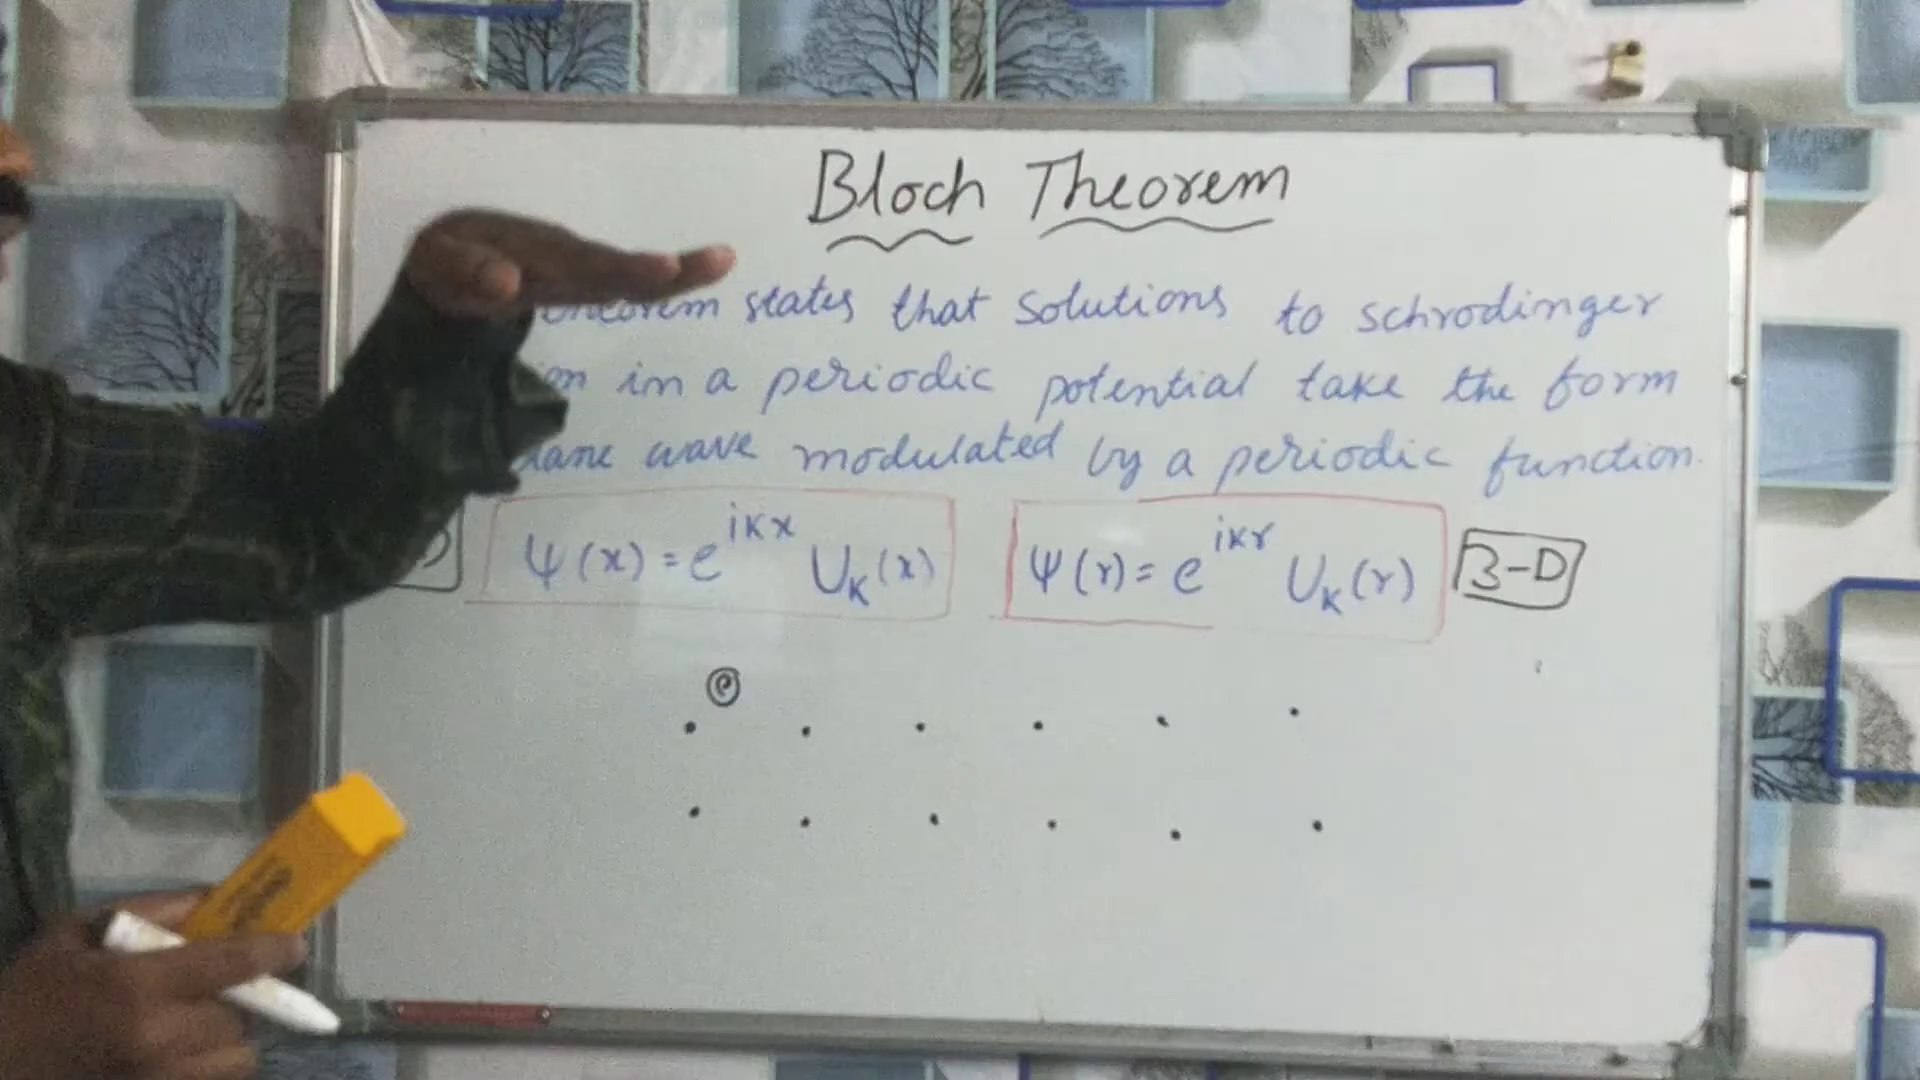 Bloch Theorem
theorem states that solutions to schrodinger
in a periodic potential take the form
wave modulated by a periodic function.
ψ(x) = e^{iKx} U_K(x) ψ(r) = e^{iKr} U_K(r) 3-D
e